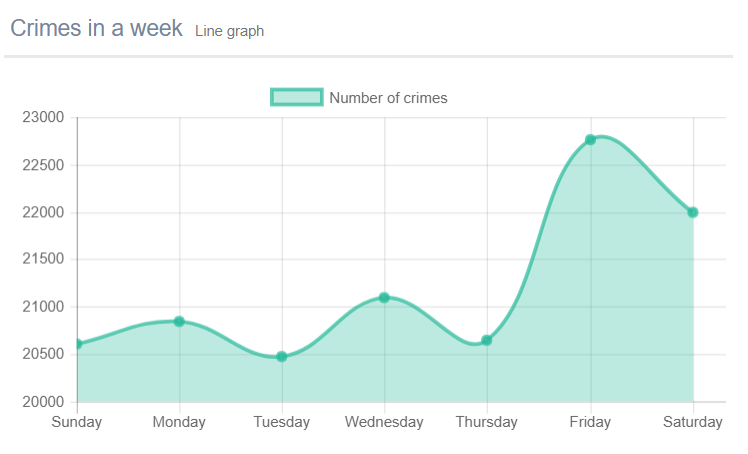 Crimes in a week Line graph
Number of crimes
23000
22500
22000
21500
21000
20500
20000
Sunday Monday Tuesday Wednesday Thursday Friday Saturday